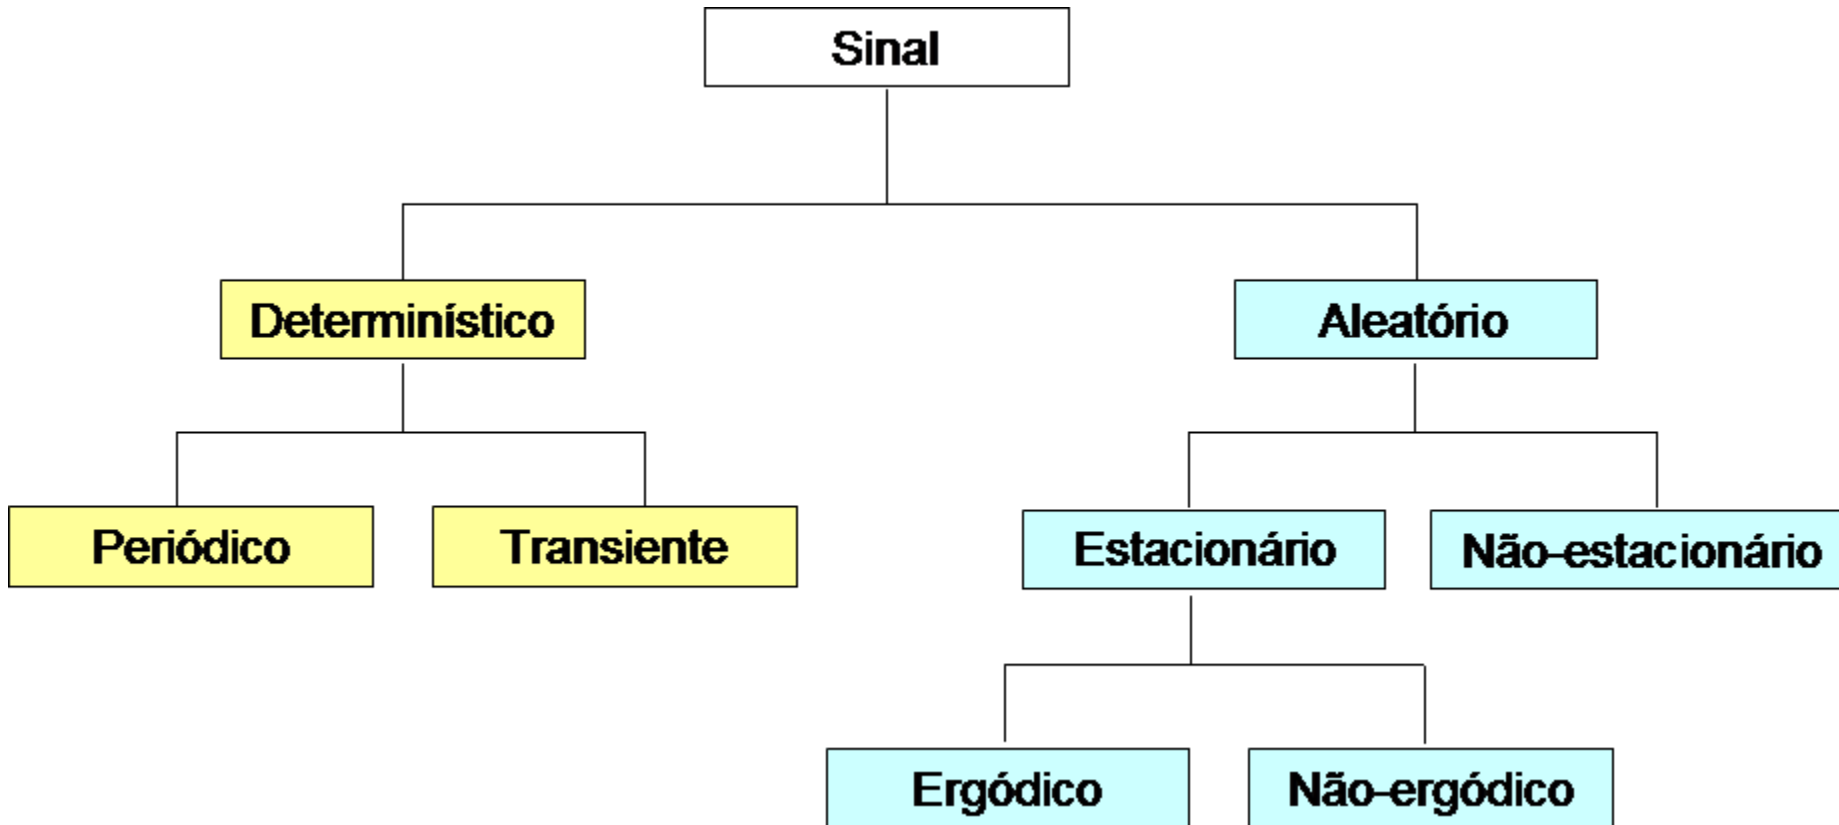 Sinal
Determinístico
Aleatório
Periódico
Transiente
Estacionário
Não-estacionário
Ergódico
Não-ergódico